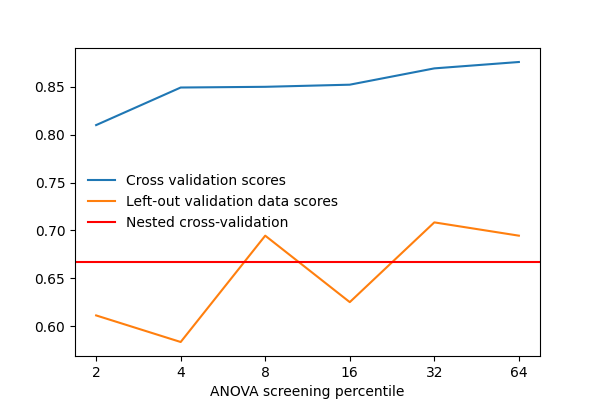 0.85
0.80
0.75
0.70
0.65
0.60
Cross validation scores
Left-out validation data scores
Nested cross-validation
2 4 8 16 32 64
ANOVA screening percentile